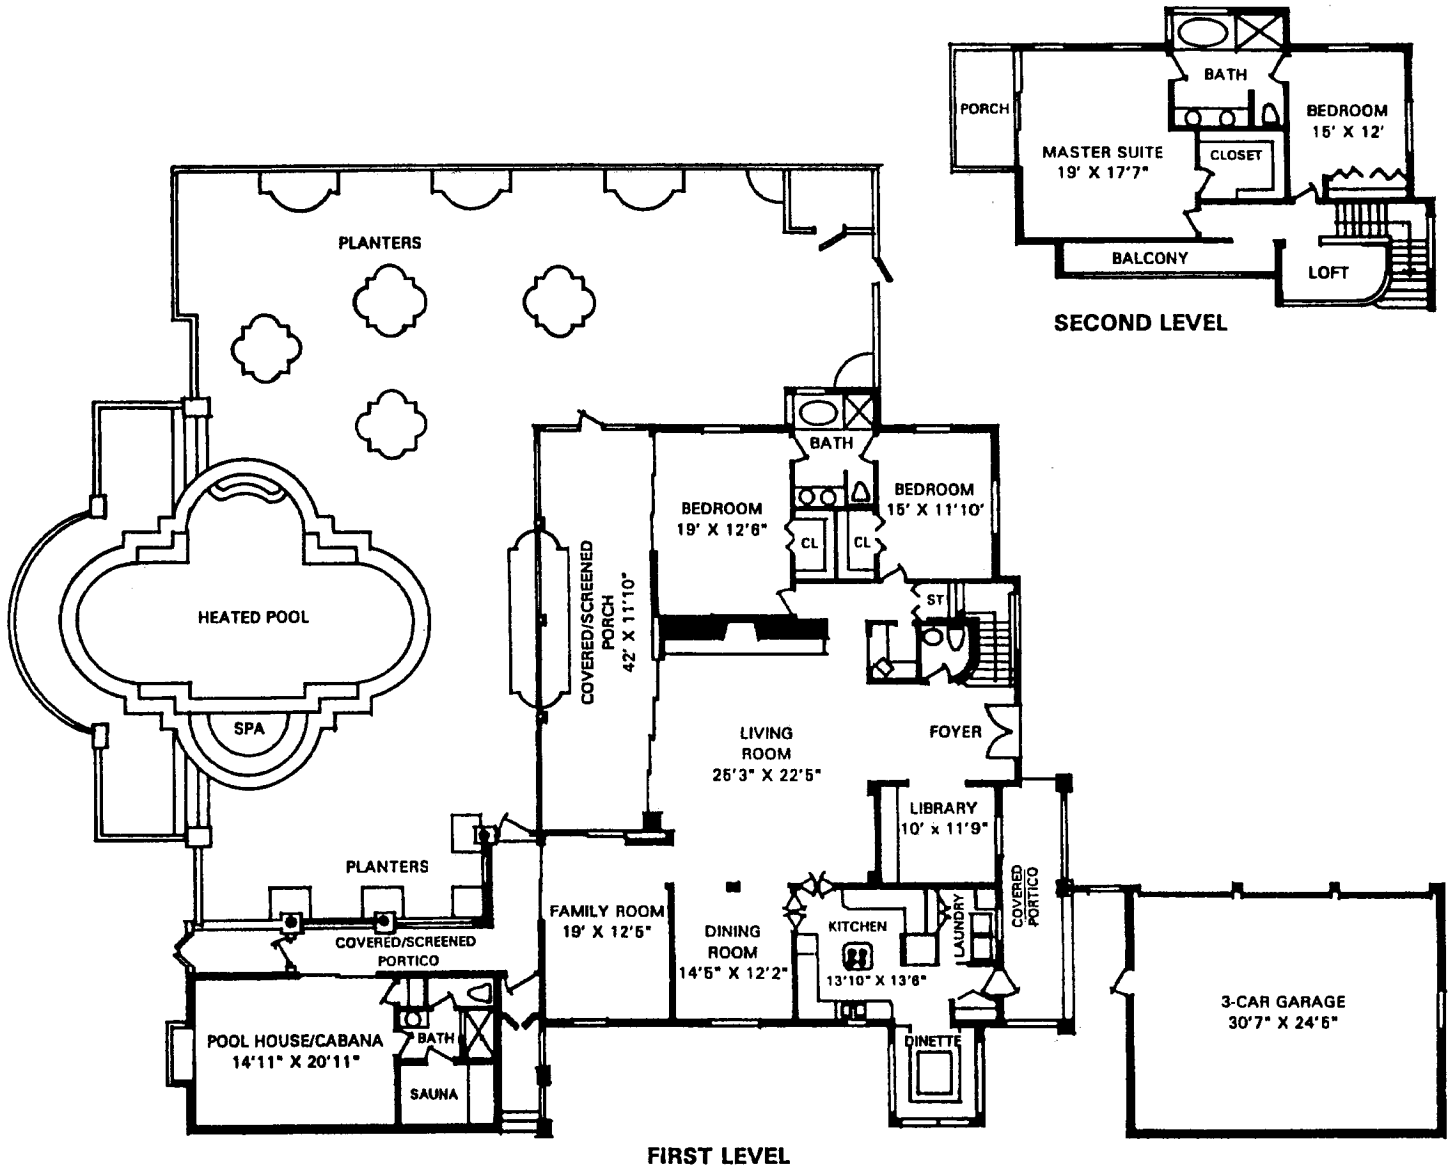 BATH
PORCH
BEDROOM
15' X 12'
MASTER SUITE
19' X 17'7"
CLOSET
BALCONY
LOFT
SECOND LEVEL
PLANTERS
BATH
BEDROOM
19' X 12'6"
BEDROOM
15' X 11'10'
CL
CL
ST
COVERED/SCREENED
PORCH
42' X 11'10"
HEATED POOL
SPA
LIVING
ROOM
25'3" X 22'5"
FOYER
LIBRARY
10' x 11'9"
COVERED
PORTICO
PLANTERS
FAMILY ROOM
19' X 12'5"
DINING
ROOM
14'5" X 12'2"
KITCHEN
13'10" X 13'6"
LAUNDRY
COVERED/SCREENED
PORTICO
POOL HOUSE/CABANA
14'11" X 20'11"
BATH
SAUNA
DINETTE
3-CAR GARAGE
30'7" X 24'6"
FIRST LEVEL